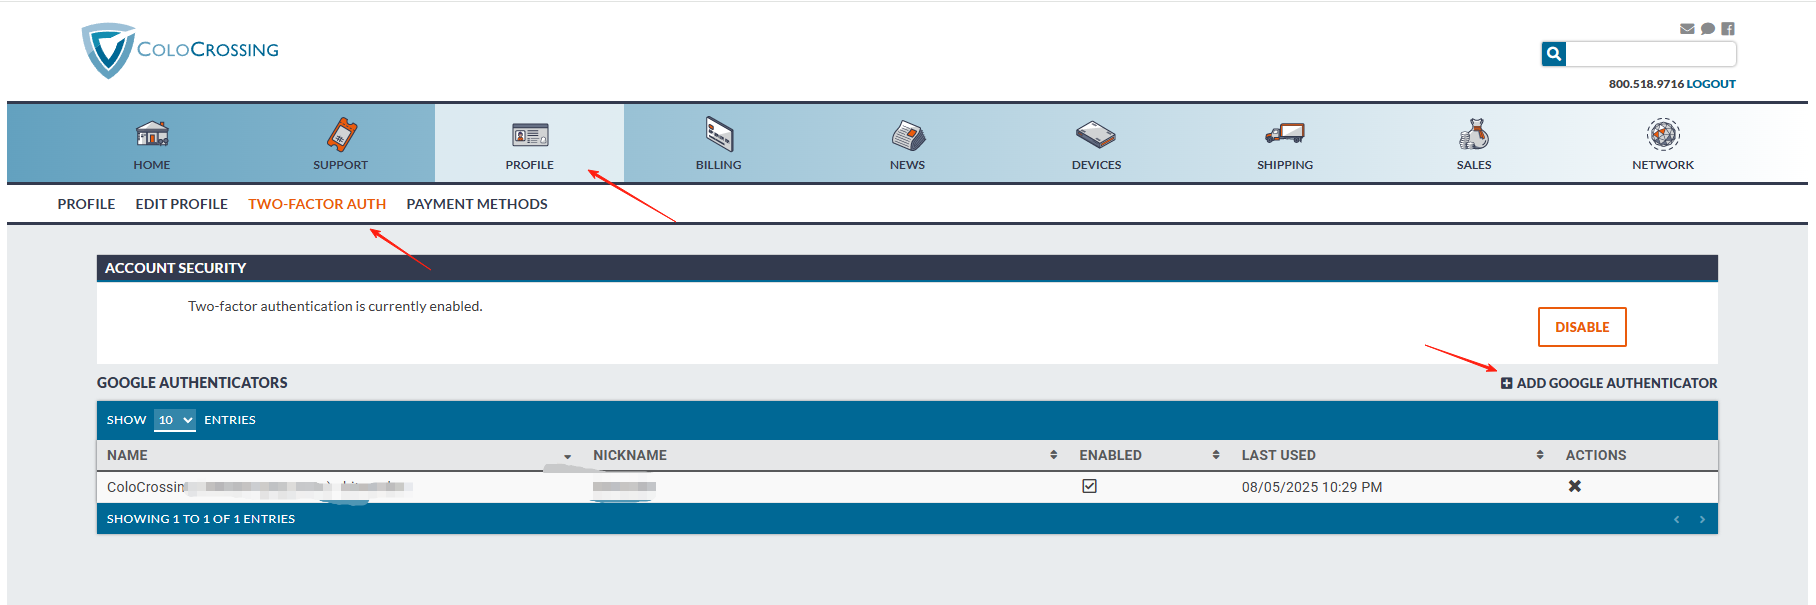 COLOCROSSING
800.518.9716 LOGOUT
HOME SUPPORT PROFILE BILLING NEWS DEVICES SHIPPING SALES NETWORK
PROFILE EDIT PROFILE TWO-FACTOR AUTH PAYMENT METHODS
ACCOUNT SECURITY
Two-factor authentication is currently enabled.
DISABLE
GOOGLE AUTHENTICATORS ADD GOOGLE AUTHENTICATOR
SHOW 10 ENTRIES
NAME NICKNAME ENABLED LAST USED ACTIONS
08/05/2025 10:29 PM
SHOWING 1 TO 1 OF 1 ENTRIES